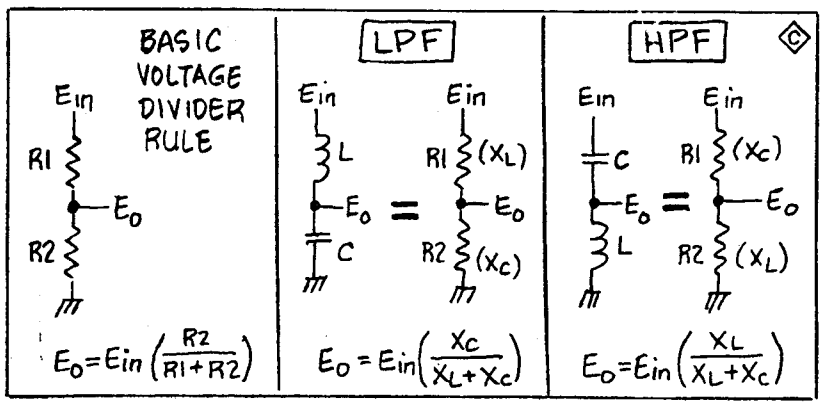 BASIC
VOLTAGE
DIVIDER
RULE
Ein
R1
Eo
R2
Eo=Ein(R2/R1+R2)
LPF
Ein
L
Eo
C
=
Ein
R1 (XL)
Eo
R2 (XC)
Eo=Ein(XC/XL+XC)
HPF
C
Ein
C
Eo
L
=
Ein
R1 (XC)
Eo
R2 (XL)
Eo=Ein(XL/XL+XC)